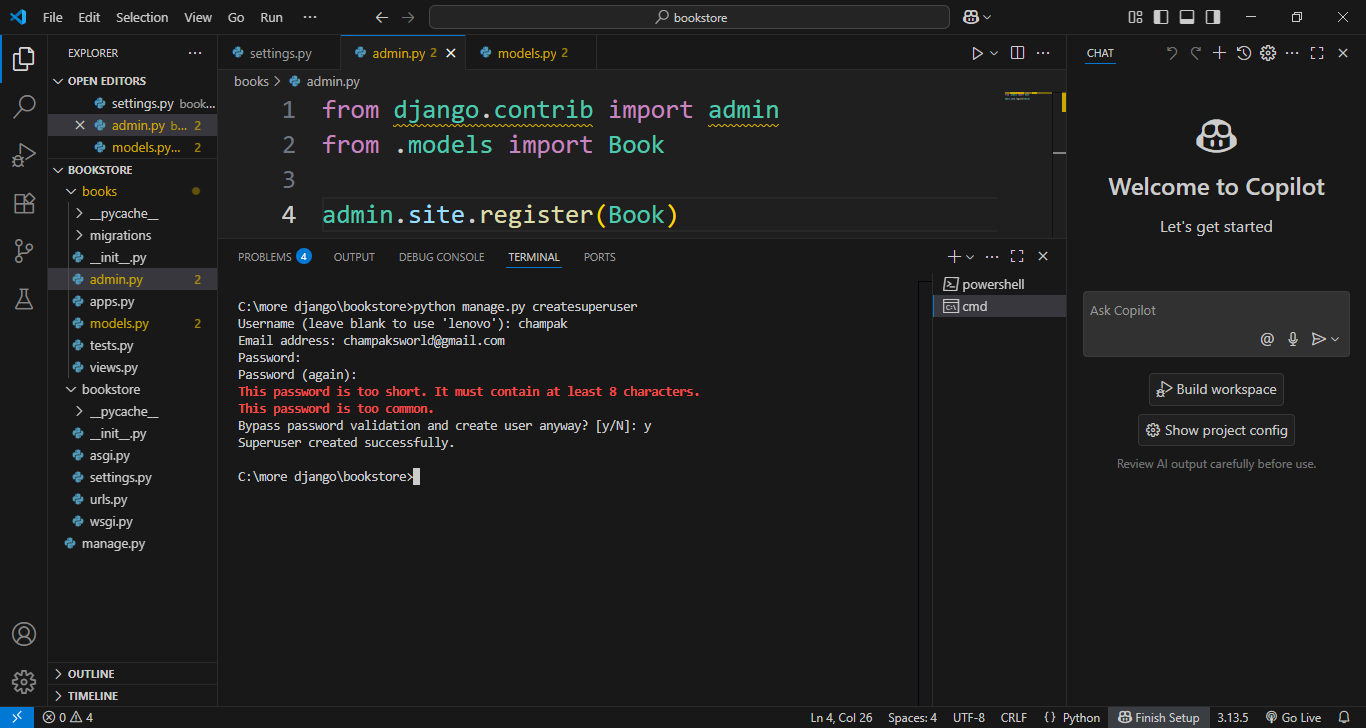 File Edit Selection View Go Run ···
bookstore
EXPLORER ···
OPEN EDITORS
settings.py book...
admin.py b... 2
models.py... 2
BOOKSTORE
books
__pycache__
migrations
__init__.py
admin.py 2
apps.py
models.py 2
tests.py
views.py
bookstore
__pycache__
__init__.py
asgi.py
settings.py
urls.py
wsgi.py
manage.py
OUTLINE
TIMELINE
settings.py admin.py 2 models.py 2
books > admin.py
1 from django.contrib import admin
2 from .models import Book
3
4 admin.site.register(Book)
PROBLEMS 4 OUTPUT DEBUG CONSOLE TERMINAL PORTS
C:\more django\bookstore>python manage.py createsuperuser
Username (leave blank to use 'lenovo'): champak
Email address: champaksworld@gmail.com
Password:
Password (again):
This password is too short. It must contain at least 8 characters.
This password is too common.
Bypass password validation and create user anyway? [y/N]: y
Superuser created successfully.
C:\more django\bookstore>
powershell
cmd
CHAT
Welcome to Copilot
Let's get started
Ask Copilot
@
Build workspace
Show project config
Review AI output carefully before use.
0 4 Ln 4, Col 26 Spaces: 4 UTF-8 CRLF {} Python Finish Setup 3.13.5 Go Live